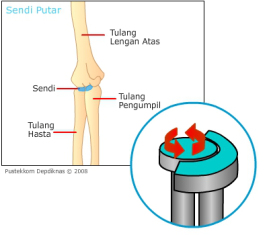 Sendi Putar
Tulang
Lengan Atas
Sendi
Tulang
Pengumpil
Tulang
Hasta
Pustekkom Depdiknas © 2008